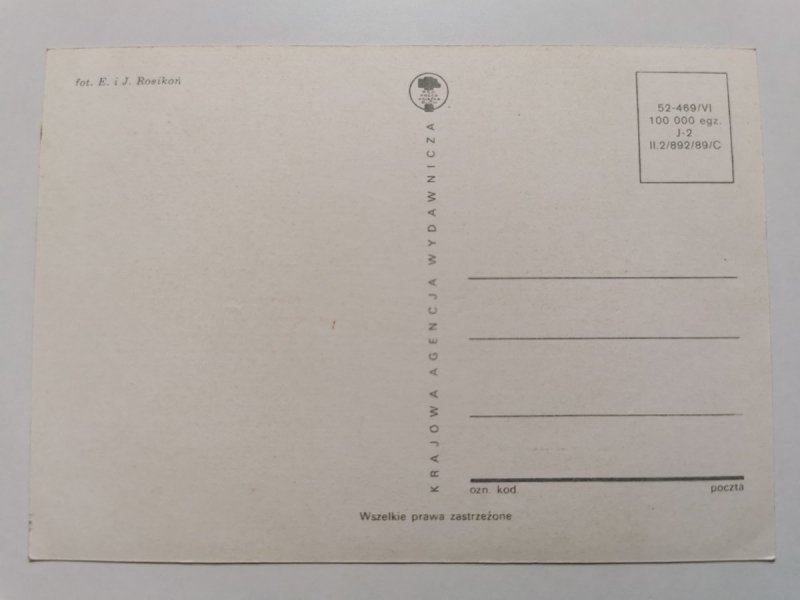 fot. E. i J. Rosikoń
52-469/VI
100 000 egz.
J-2
II.2/892/89/C
KRAJOWA AGENCJA WYDAWNICZA
ozn. kod.
poczta
Wszelkie prawa zastrzeżone